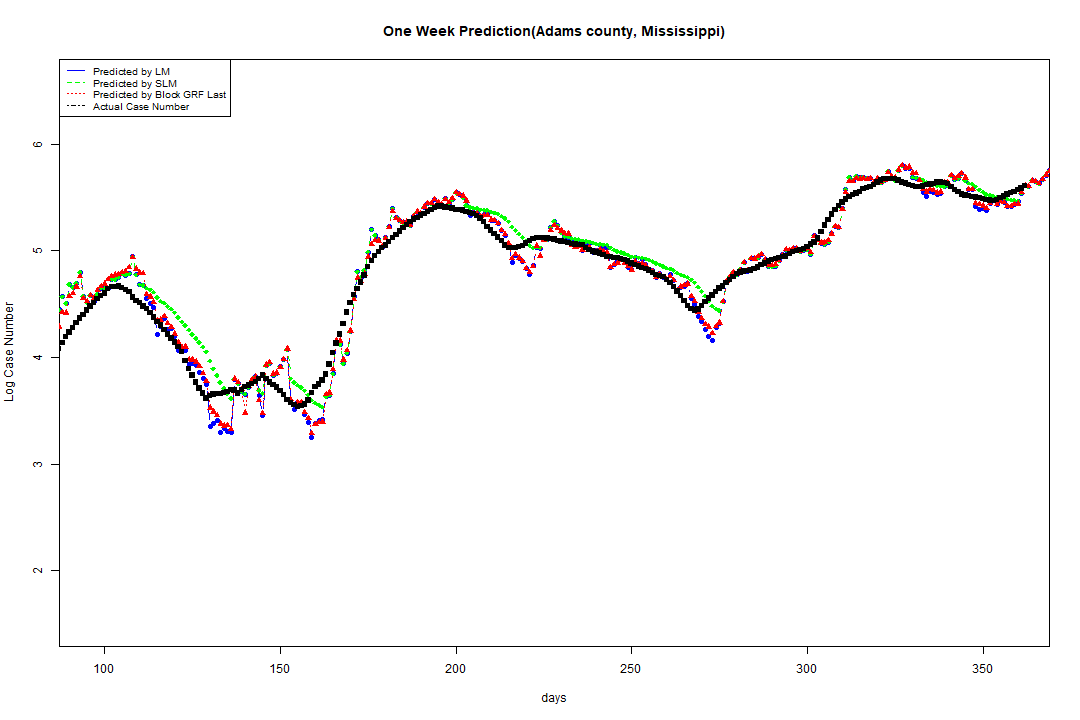 One Week Prediction(Adams county, Mississippi)
Predicted by LM
Predicted by SLM
Predicted by Block GRF Last
Actual Case Number
6
5
4
3
2
Log Case Number
100 150 200 250 300 350
days